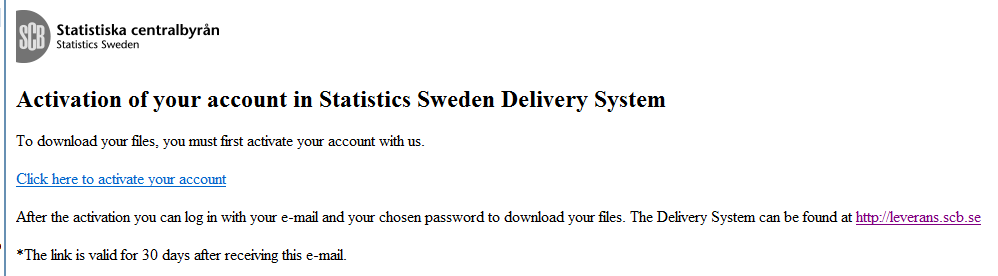 SCB
Statistiska centralbyrån
Statistics Sweden
Activation of your account in Statistics Sweden Delivery System
To download your files, you must first activate your account with us.
Click here to activate your account
After the activation you can log in with your e-mail and your chosen password to download your files. The Delivery System can be found at http://leverans.scb.se
*The link is valid for 30 days after receiving this e-mail.